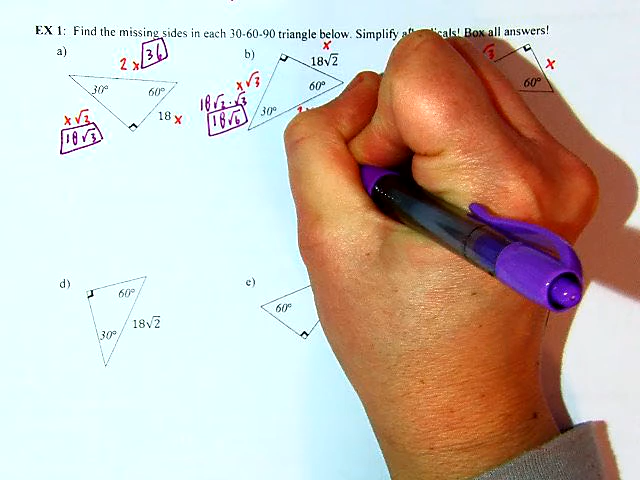 EX 1: Find the missing sides in each 30-60-90 triangle below. Simplify all radicals! Box all answers!
a)
2x 36
30° 60°
x√3
18√3
18 x
b)
x
18√2
x√3
18√2·√3
18√6
60°
30°
√3
x
60°
d)
60°
30°
18√2
e)
60°